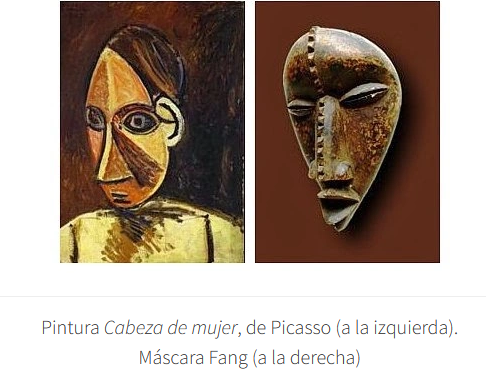 Pintura Cabeza de mujer, de Picasso (a la izquierda).
Máscara Fang (a la derecha)